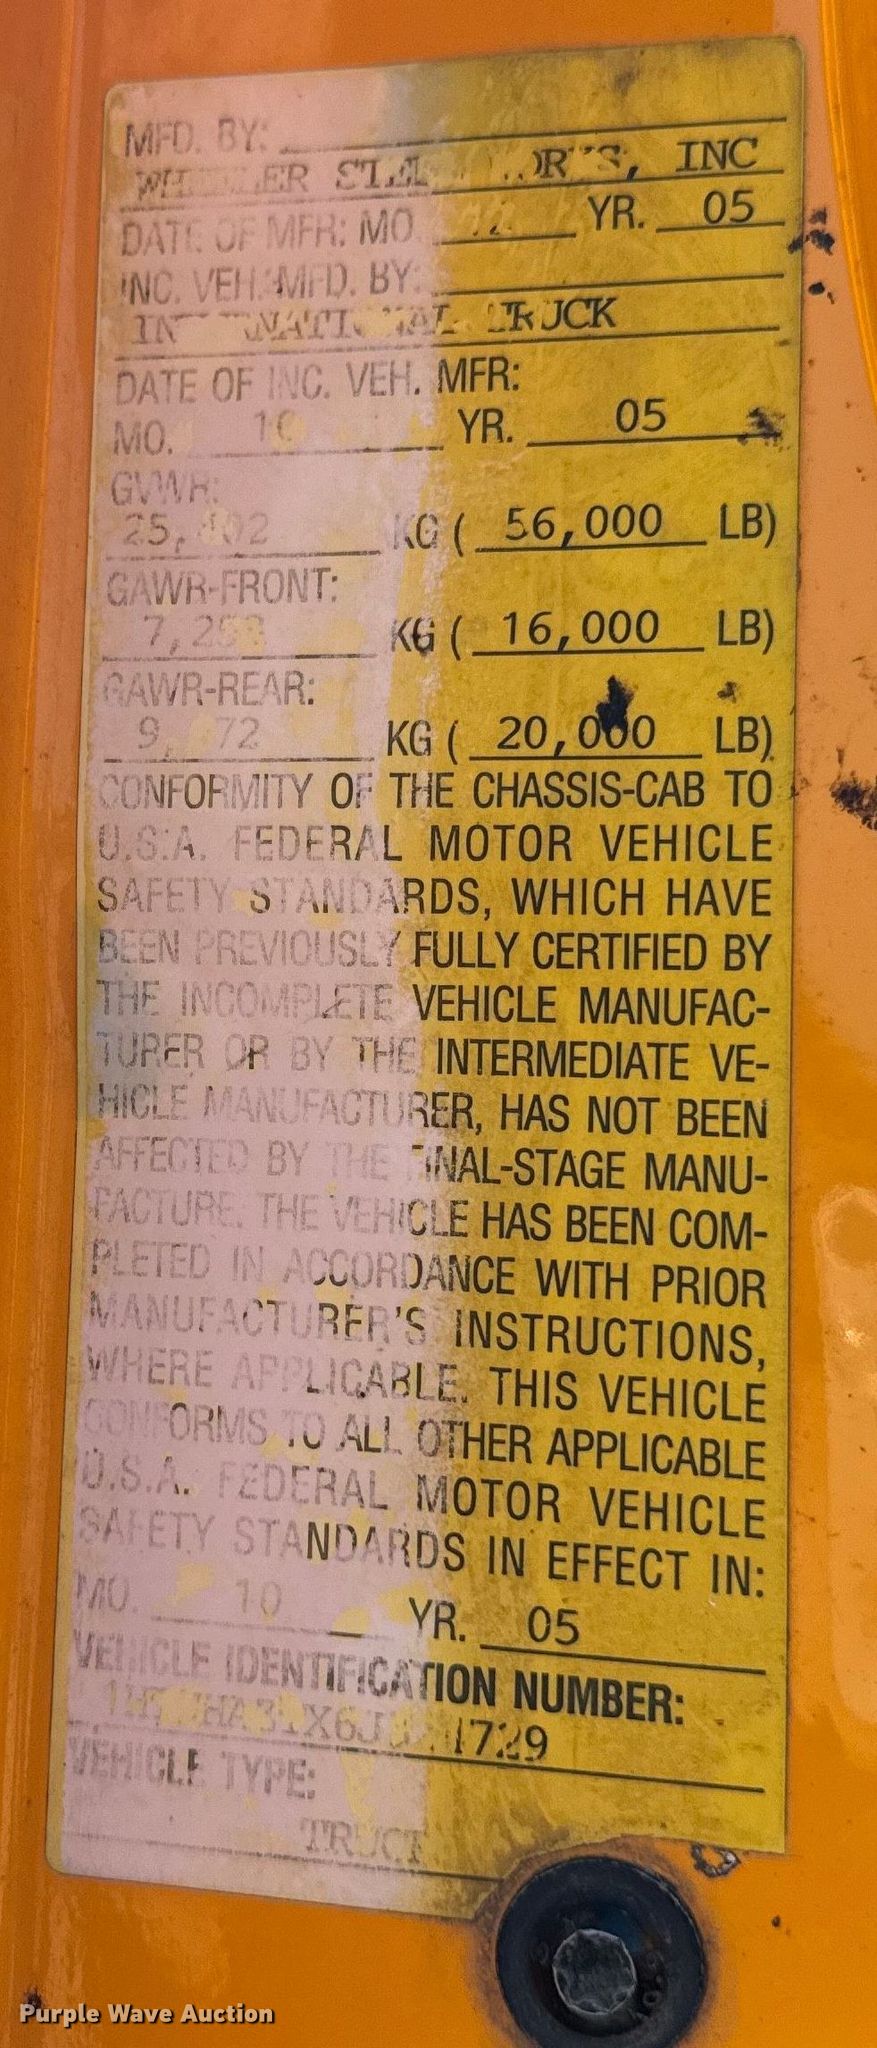 MFD. BY:
INC
DATE OF MFR: MO. YR. 05
INC. VEH. MFD. BY:
INTERNATIONAL TRUCK
DATE OF INC. VEH. MFR:
MO. 10 YR. 05
GVWR:
KG ( 56,000 LB)
GAWR-FRONT:
KG ( 16,000 LB)
GAWR-REAR:
KG ( 20,000 LB)
CONFORMITY OF THE CHASSIS-CAB TO
U.S.A. FEDERAL MOTOR VEHICLE
SAFETY STANDARDS, WHICH HAVE
BEEN PREVIOUSLY FULLY CERTIFIED BY
THE INCOMPLETE VEHICLE MANUFAC-
TURER OR BY THE INTERMEDIATE VE-
HICLE MANUFACTURER, HAS NOT BEEN
AFFECTED BY THE FINAL-STAGE MANU-
FACTURE. THE VEHICLE HAS BEEN COM-
PLETED IN ACCORDANCE WITH PRIOR
MANUFACTURER'S INSTRUCTIONS,
WHERE APPLICABLE. THIS VEHICLE
CONFORMS TO ALL OTHER APPLICABLE
U.S.A. FEDERAL MOTOR VEHICLE
SAFETY STANDARDS IN EFFECT IN:
MO. 10 YR. 05
VEHICLE IDENTIFICATION NUMBER:
VEHICLE TYPE:
Purple Wave Auction